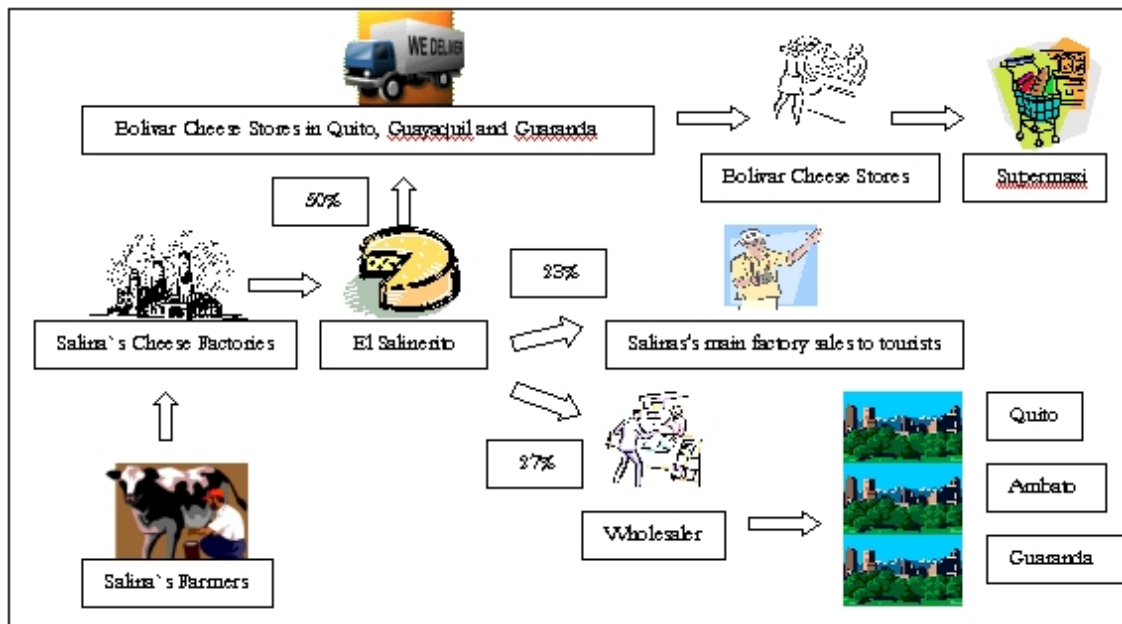 WE DELIVER
Bolivar Cheese Stores in Quito, Guayaquil and Guaranda
Bolivar Cheese Stores
Supermaxi
50%
23%
Salina`s Cheese Factories
El Salinerito
Salinas's main factory sales to tourists
27%
Quito
Ambato
Wholesaler
Guaranda
Salina`s Farmers